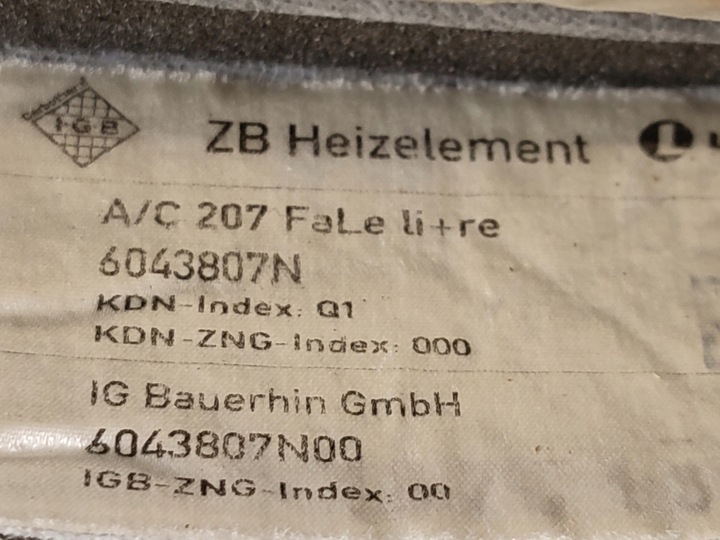 Carbotherm
I·G·B
ZB Heizelement L
A/C 207 FaLe li+re
6043807N
KDN-Index: Q1
KDN-ZNG-Index: 000
IG Bauerhin GmbH
6043807N00
IGB-ZNG-Index: 00